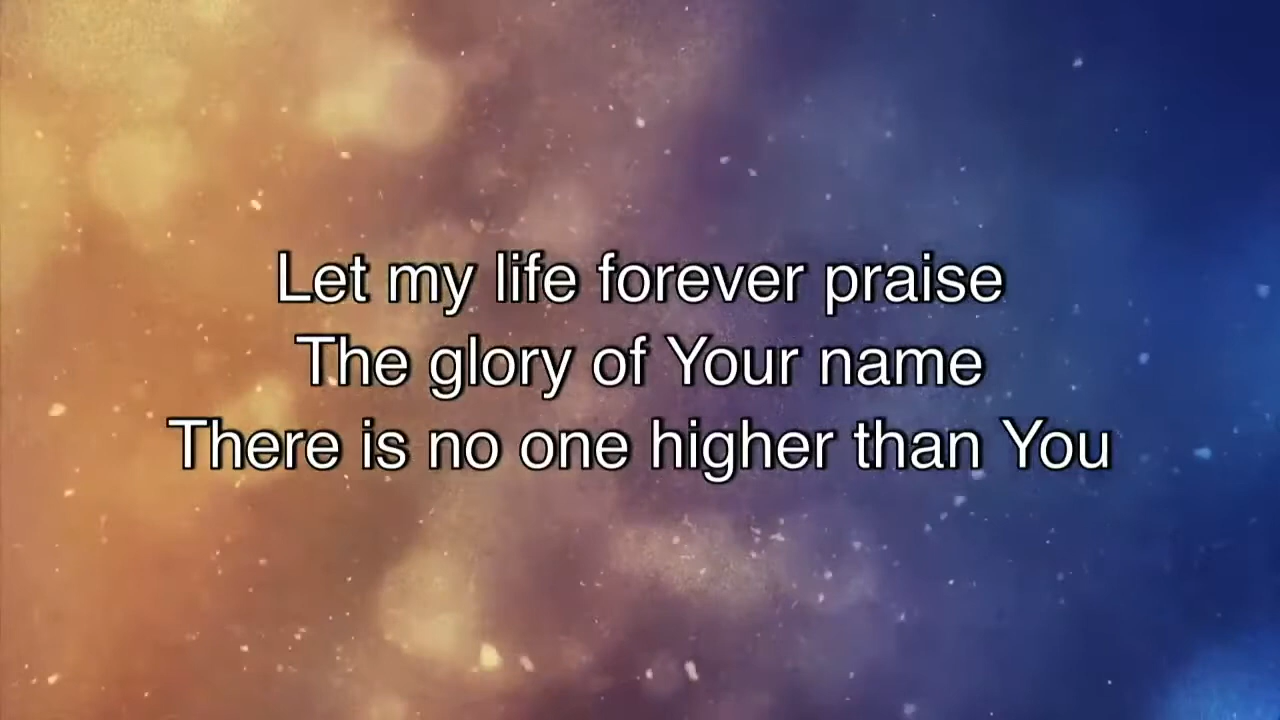 Let my life forever praise
The glory of Your name
There is no one higher than You